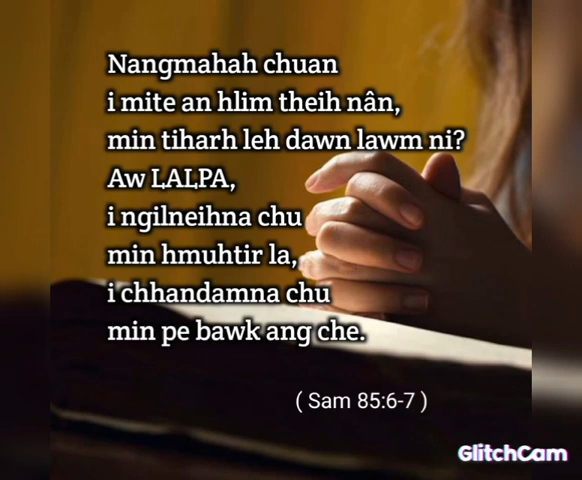 Nangmahah chuan
i mite an hlim theih nân,
min tiharh leh dawn lawm ni?
Aw LALPA,
i ngilneihna chu
min hmuhtir la,
i chhandamna chu
min pe bawk ang che.
( Sam 85:6-7 )
GlitchCam